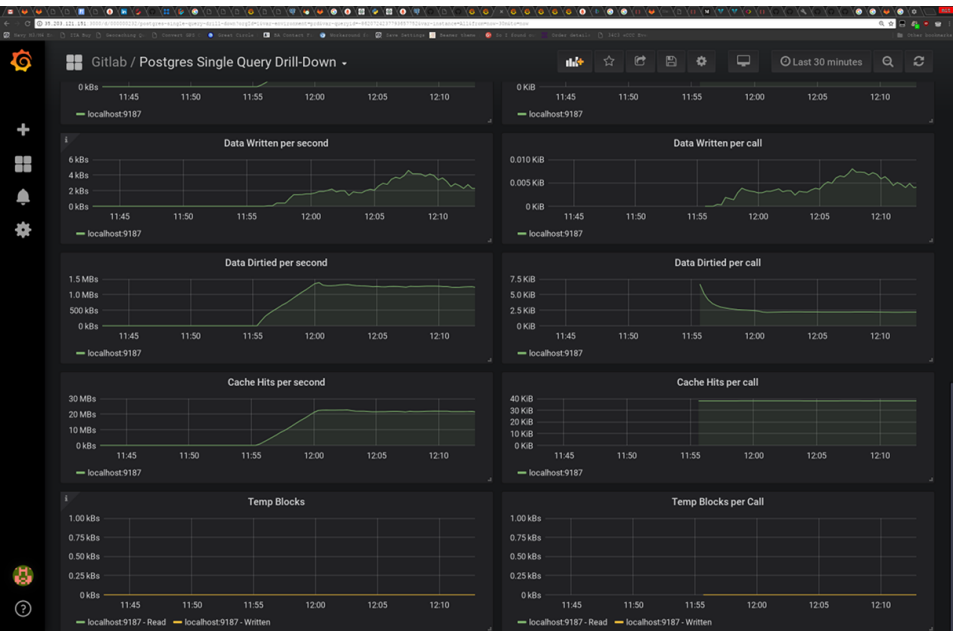 Gitlab / Postgres Single Query Drill-Down
Last 30 minutes
0 kBs
11:45 11:50 11:55 12:00 12:05 12:10
localhost:9187
0 KiB
11:45 11:50 11:55 12:00 12:05 12:10
localhost:9187
Data Written per second
6 kBs
4 kBs
2 kBs
0 kBs
11:45 11:50 11:55 12:00 12:05 12:10
localhost:9187
Data Written per call
0.010 KiB
0.005 KiB
0 KiB
11:45 11:50 11:55 12:00 12:05 12:10
localhost:9187
Data Dirtied per second
1.5 MBs
1.0 MBs
500 kBs
0 kBs
11:45 11:50 11:55 12:00 12:05 12:10
localhost:9187
Data Dirtied per call
7.5 KiB
5.0 KiB
2.5 KiB
0 KiB
11:45 11:50 11:55 12:00 12:05 12:10
localhost:9187
Cache Hits per second
30 MBs
20 MBs
10 MBs
0 kBs
11:45 11:50 11:55 12:00 12:05 12:10
localhost:9187
Cache Hits per call
40 KiB
30 KiB
20 KiB
10 KiB
0 KiB
11:45 11:50 11:55 12:00 12:05 12:10
localhost:9187
Temp Blocks
1.00 kBs
0.75 kBs
0.50 kBs
0.25 kBs
0 kBs
11:45 11:50 11:55 12:00 12:05 12:10
localhost:9187 - Read localhost:9187 - Written
Temp Blocks per Call
1.00 kBs
0.75 kBs
0.50 kBs
0.25 kBs
0 kBs
11:45 11:50 11:55 12:00 12:05 12:10
localhost:9187 - Read localhost:9187 - Written